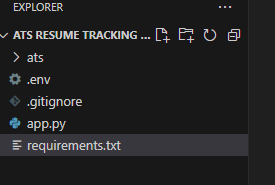 EXPLORER
ATS RESUME TRACKING ...
ats
.env
.gitignore
app.py
requirements.txt